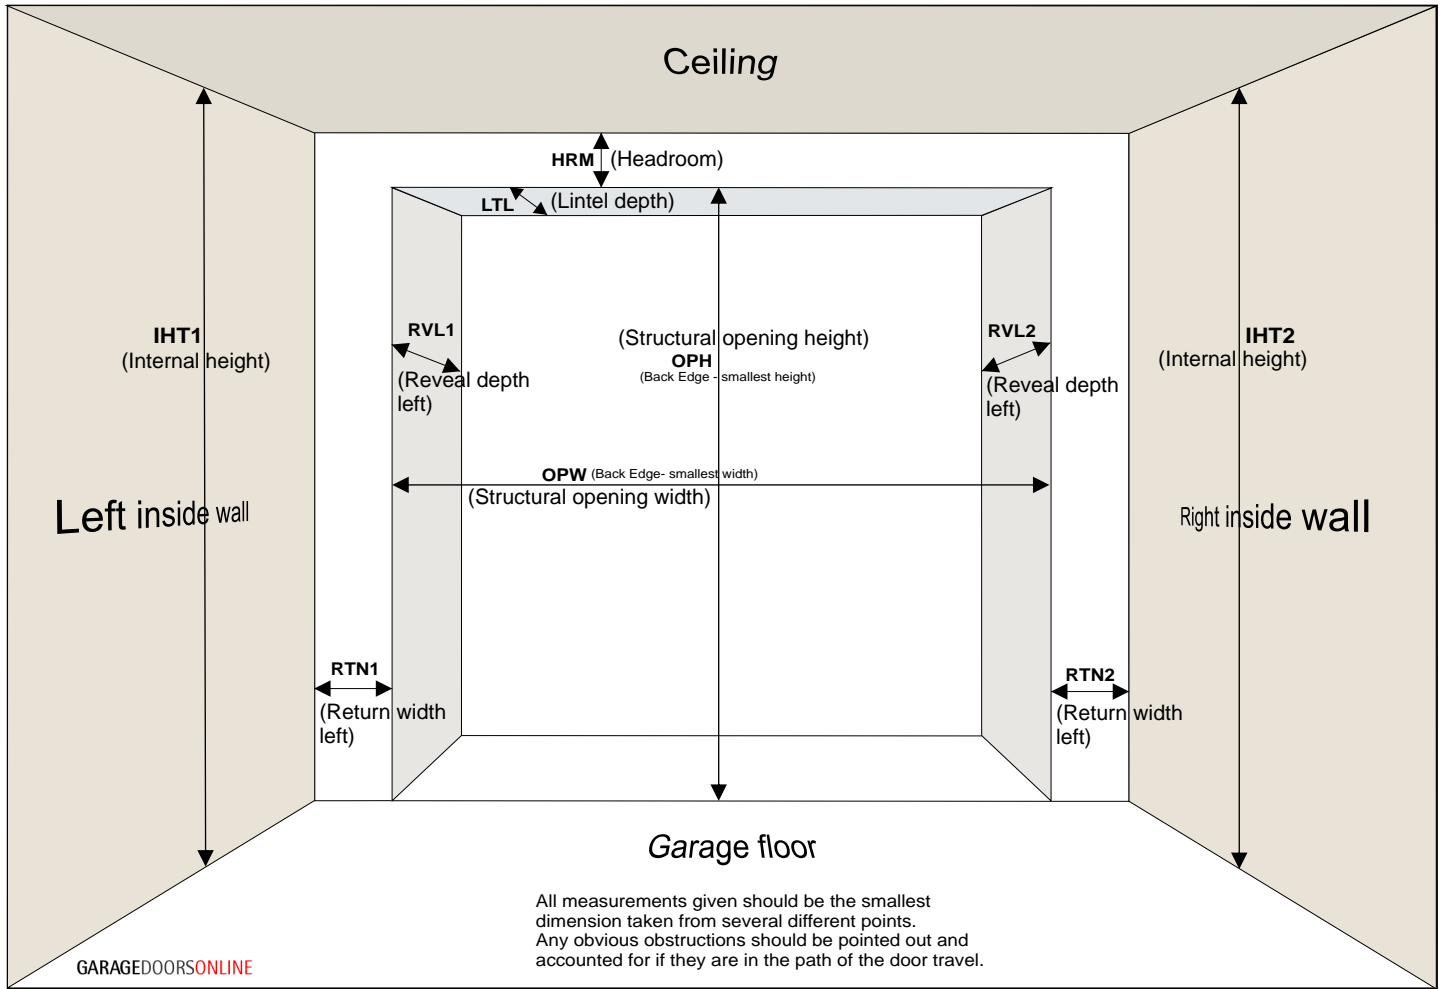 Ceiling
HRM (Headroom)
LTL (Lintel depth)
IHT1
(Internal height)
RVL1
(Reveal depth
left)
(Structural opening height)
OPH
(Back Edge - smallest height)
RVL2
(Reveal depth
left)
IHT2
(Internal height)
OPW (Back Edge- smallest width)
(Structural opening width)
Left inside wall
Right inside wall
RTN1
(Return width
left)
RTN2
(Return width
left)
Garage floor
All measurements given should be the smallest
dimension taken from several different points.
Any obvious obstructions should be pointed out and
accounted for if they are in the path of the door travel.
GARAGEDOORSONLINE